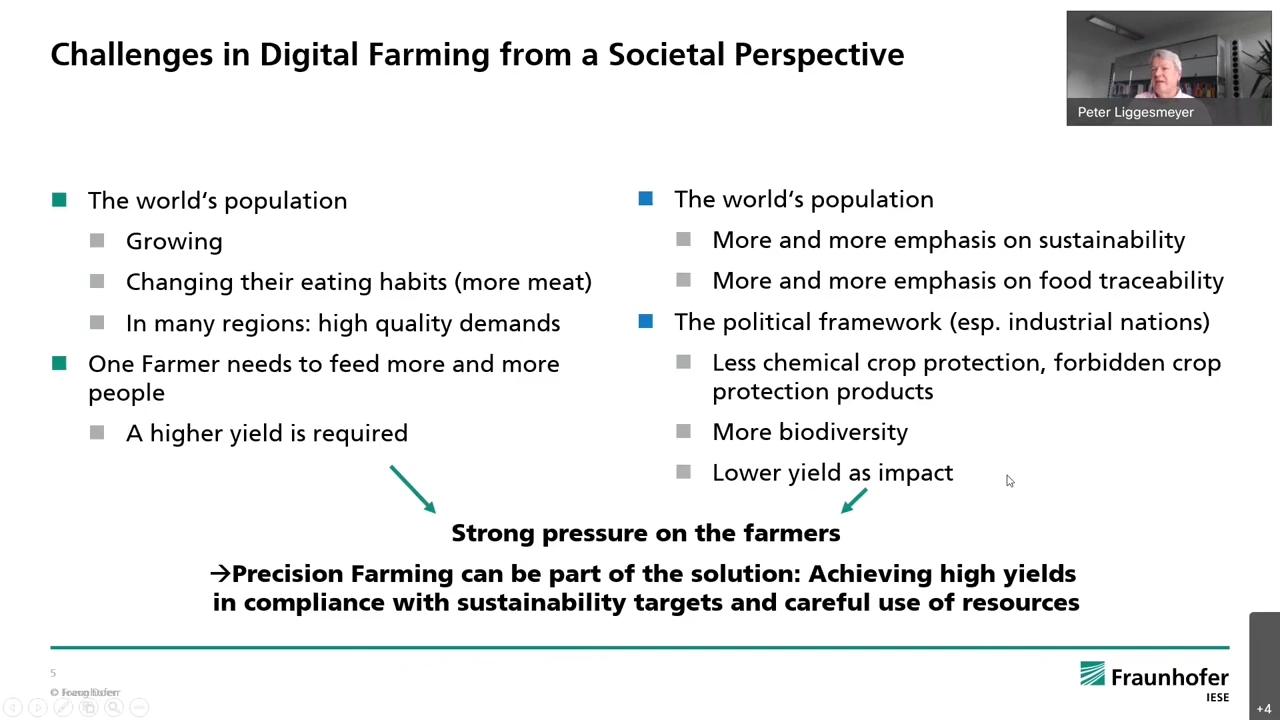 Challenges in Digital Farming from a Societal Perspective
Peter Liggesmeyer
The world‘s population
Growing
Changing their eating habits (more meat)
In many regions: high quality demands
One Farmer needs to feed more and more
people
A higher yield is required
The world‘s population
More and more emphasis on sustainability
More and more emphasis on food traceability
The political framework (esp. industrial nations)
Less chemical crop protection, forbidden crop
protection products
More biodiversity
Lower yield as impact
Strong pressure on the farmers
→Precision Farming can be part of the solution: Achieving high yields
in compliance with sustainability targets and careful use of resources
5
©
Fraunhofer
IESE
+4